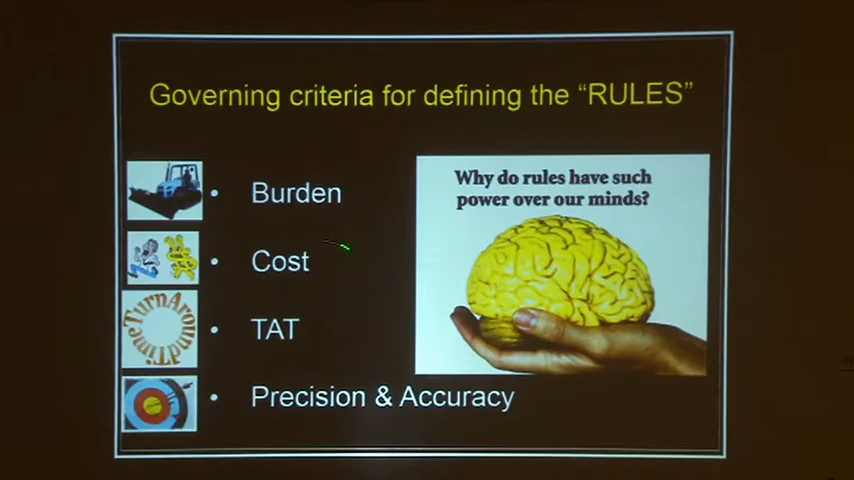 Governing criteria for defining the “RULES”
• Burden
• Cost
TurnAroundTime
• TAT
• Precision & Accuracy
Why do rules have such
power over our minds?